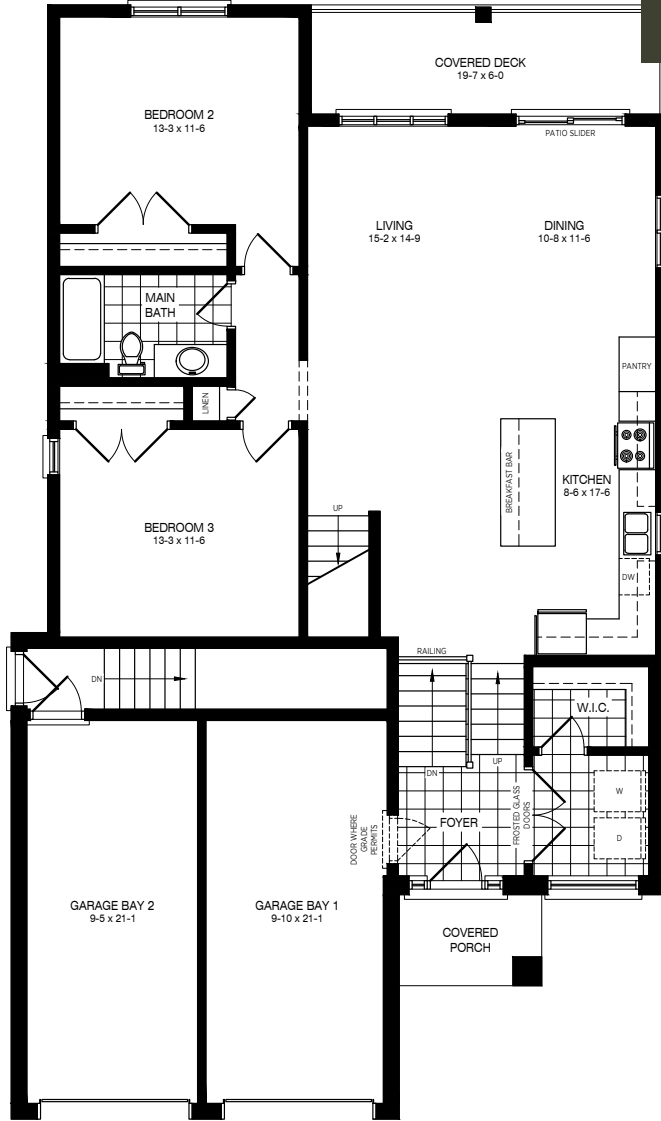 COVERED DECK
19-7 x 6-0
BEDROOM 2
13-3 x 11-6
PATIO SLIDER
LIVING
15-2 x 14-9
DINING
10-8 x 11-6
MAIN
BATH
PANTRY
LINEN
BREAKFAST BAR
KITCHEN
8-6 x 17-6
UP
BEDROOM 3
13-3 x 11-6
DW
RAILING
DN
W.I.C.
UP
DN
W
FROSTED GLASS
DOORS
FOYER
DOOR WHERE
GRADE
PERMITS
D
GARAGE BAY 2
9-5 x 21-1
GARAGE BAY 1
9-10 x 21-1
COVERED
PORCH